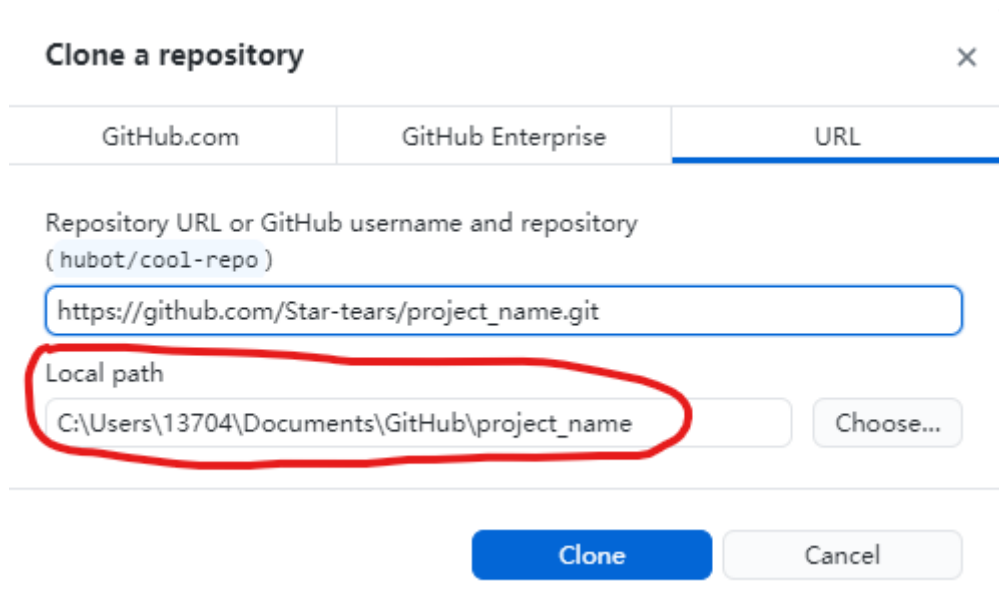 Clone a repository
GitHub.com
GitHub Enterprise
URL
Repository URL or GitHub username and repository
(hubot/cool-repo)
https://github.com/Star-tears/project_name.git
Local path
C:\Users\13704\Documents\GitHub\project_name
Choose...
Clone
Cancel